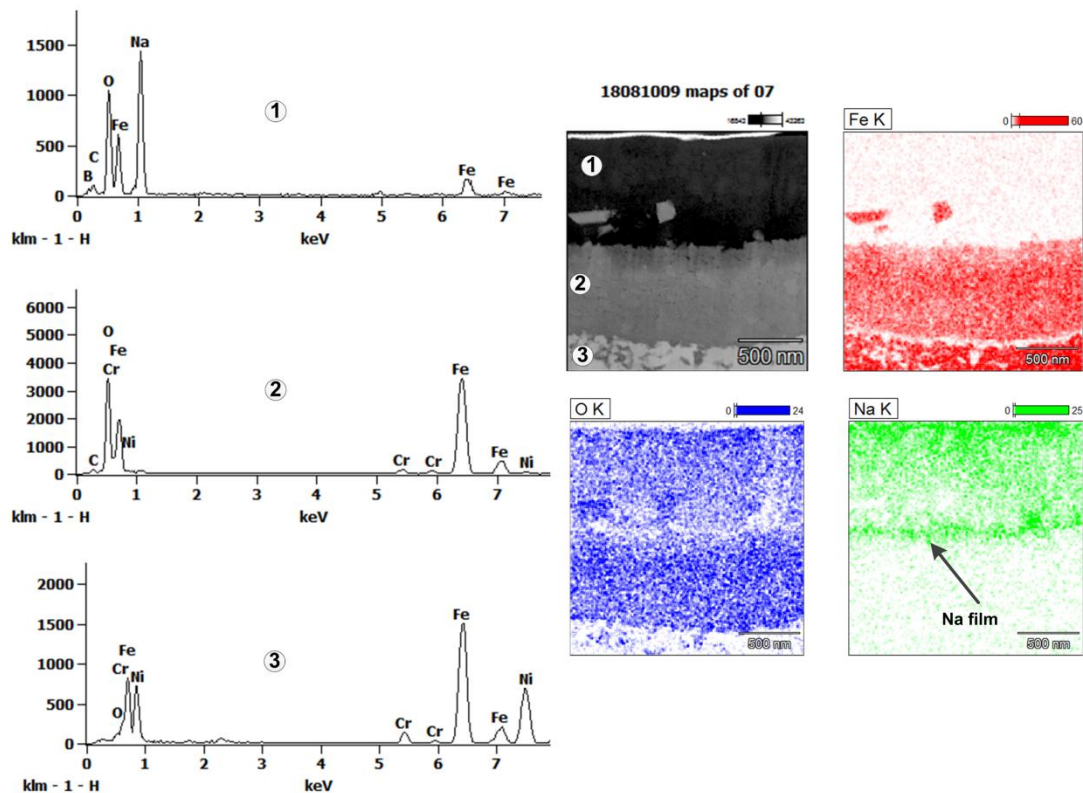 1500
1000
500
0
Na
O
Fe
C
B
1
Fe
Fe
0 1 2 3 4 5 6 7
klm - 1 - H keV
6000
5000
4000
3000
2000
1000
0
O
Fe
Cr
Ni
C
2
Fe
Cr Cr Fe Ni
0 1 2 3 4 5 6 7
klm - 1 - H keV
2000
1500
1000
500
0
Fe
Cr Ni
O
3
Fe
Ni
Cr Cr Fe
0 1 2 3 4 5 6 7
klm - 1 - H keV
18081009 maps of 07
1
2
3
500 nm
Fe K
0 60
500 nm
O K
0 24
500 nm
Na K
0 25
Na film
500 nm